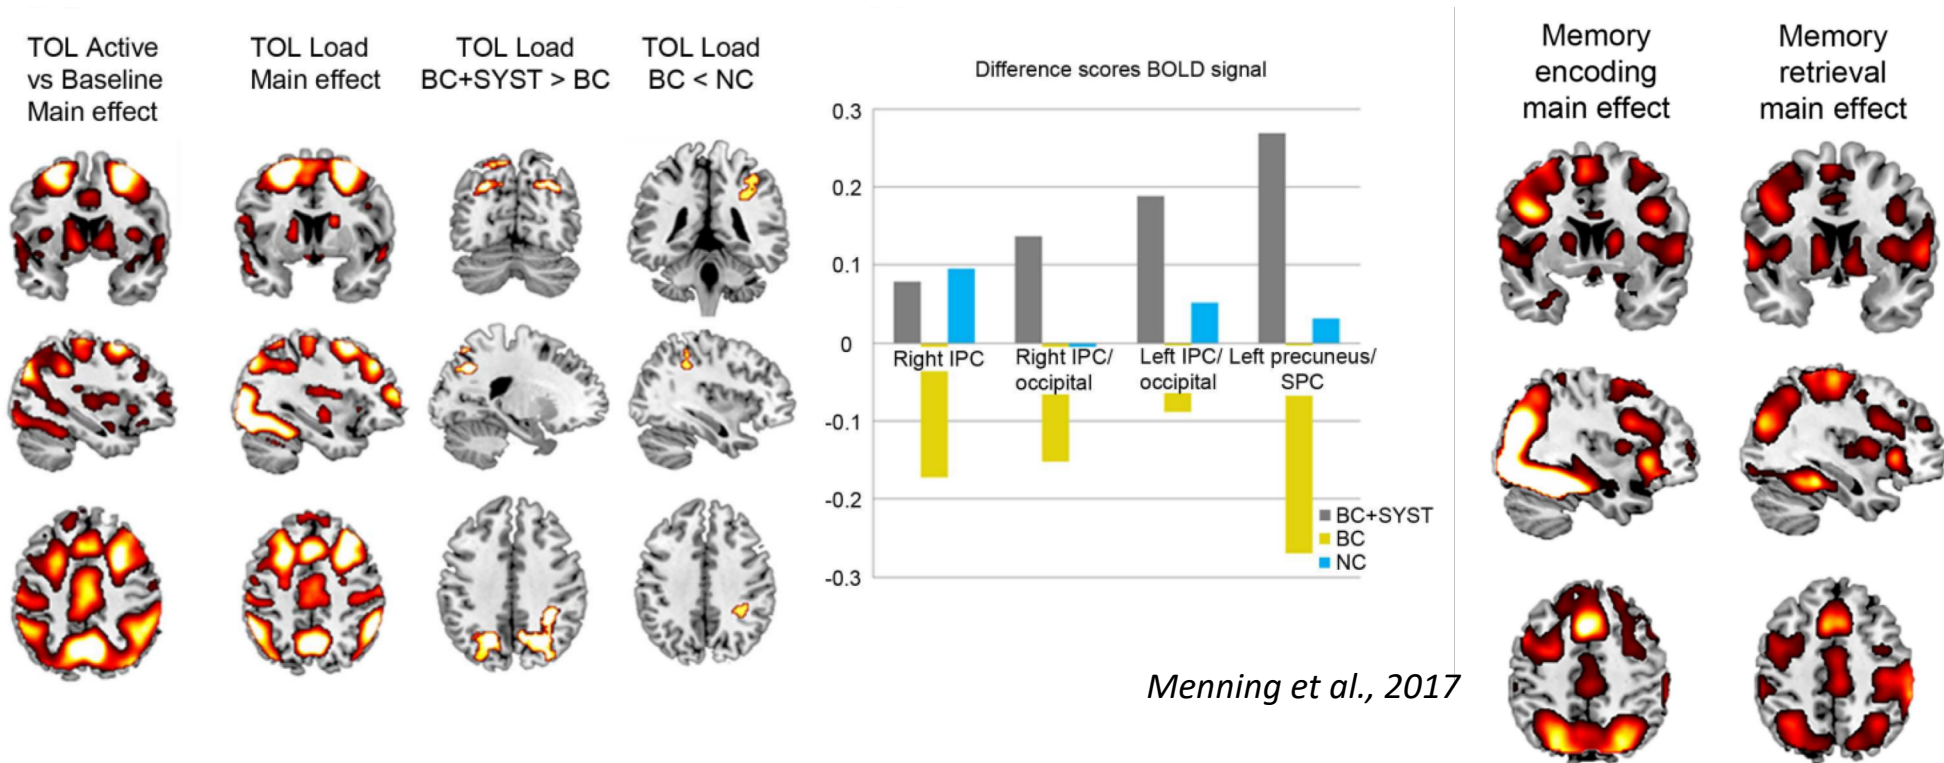 TOL Active
vs Baseline
Main effect
TOL Load
Main effect
TOL Load
BC+SYST > BC
TOL Load
BC < NC
Difference scores BOLD signal
0.3
0.2
0.1
0
-0.1
-0.2
-0.3
Right IPC
Right IPC/
occipital
Left IPC/
occipital
Left precuneus/
SPC
BC+SYST
BC
NC
Memory
encoding
main effect
Memory
retrieval
main effect
Menning et al., 2017